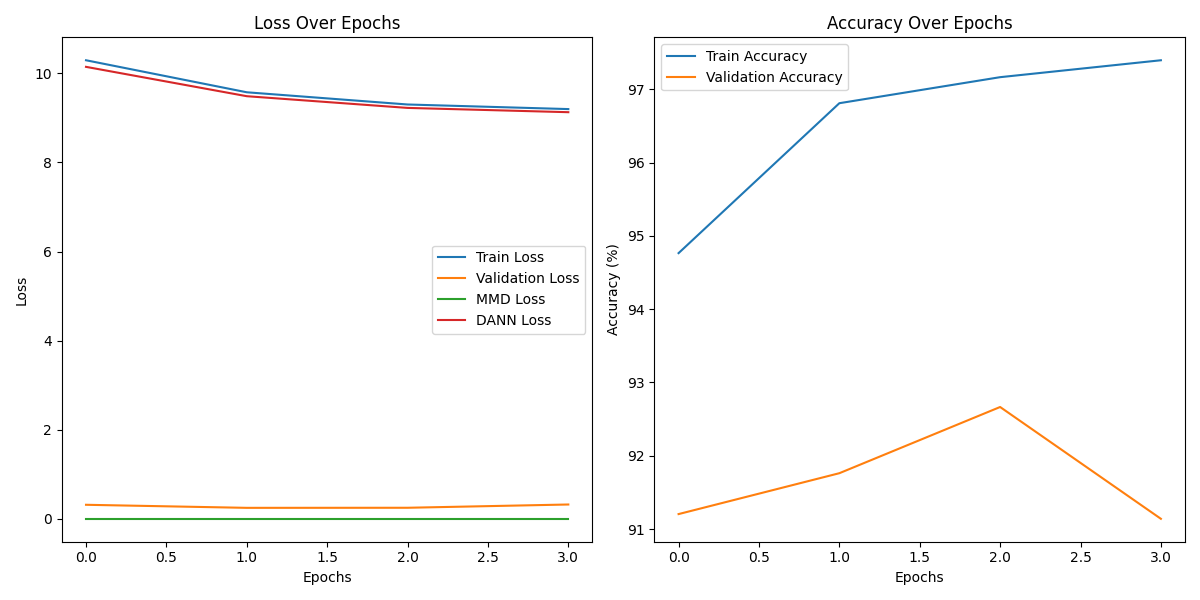 Loss Over Epochs
10
8
6
4
2
0
Loss
Train Loss
Validation Loss
MMD Loss
DANN Loss
0.0 0.5 1.0 1.5 2.0 2.5 3.0
Epochs
Accuracy Over Epochs
Train Accuracy
Validation Accuracy
97
96
95
94
93
92
91
Accuracy (%)
0.0 0.5 1.0 1.5 2.0 2.5 3.0
Epochs